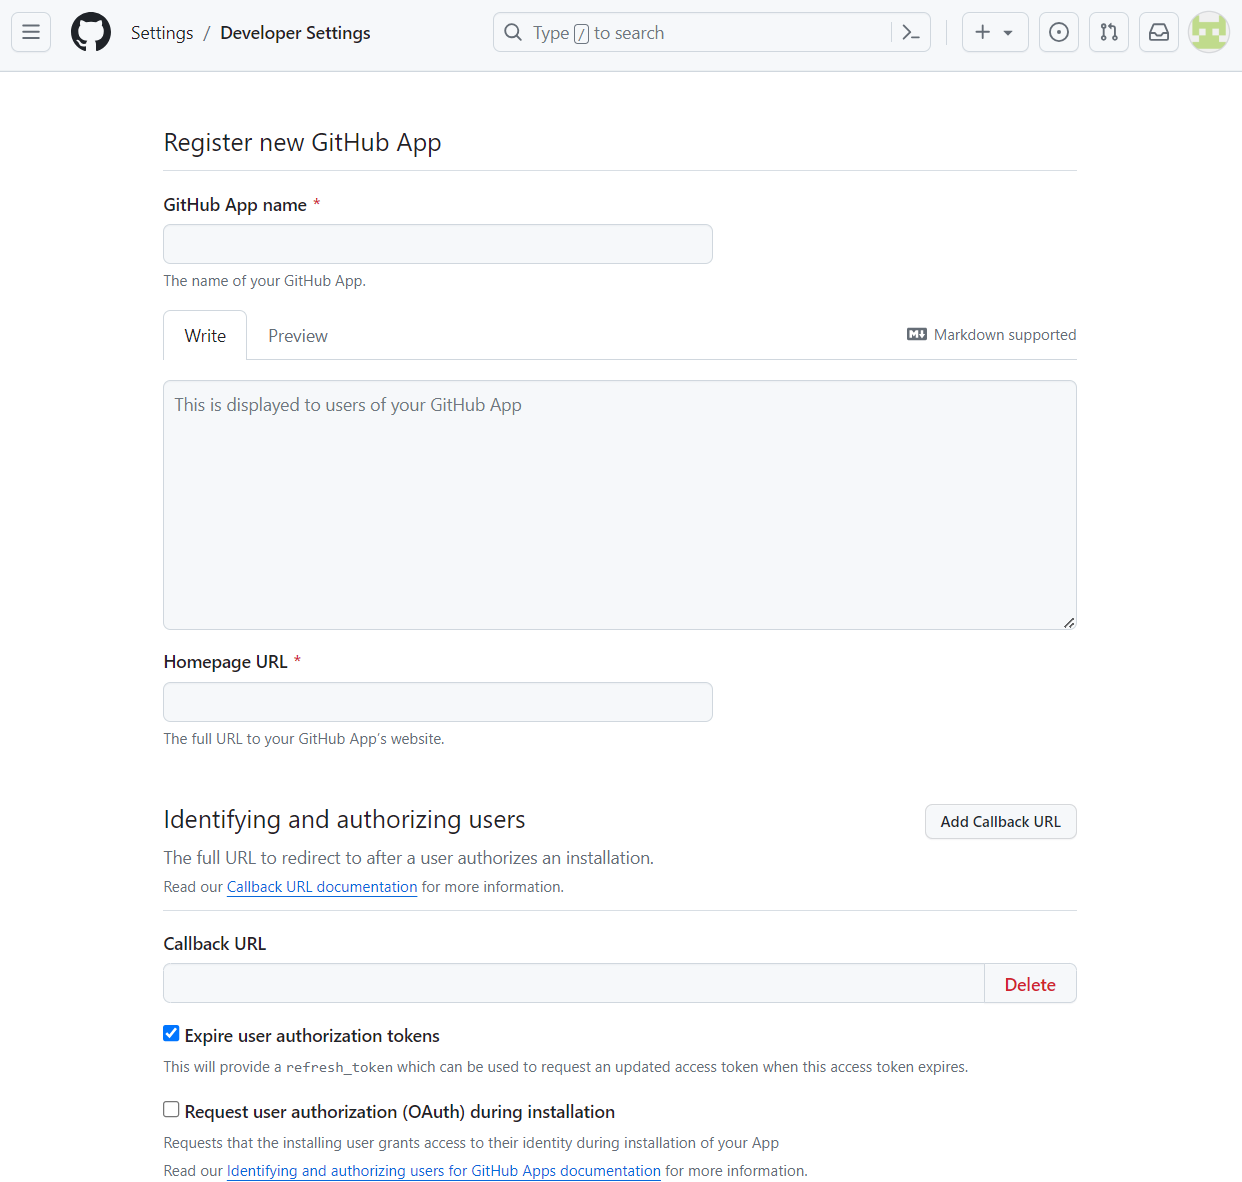 Settings / Developer Settings
Type / to search
Register new GitHub App
GitHub App name *
The name of your GitHub App.
Write Preview
Markdown supported
This is displayed to users of your GitHub App
Homepage URL *
The full URL to your GitHub App's website.
Identifying and authorizing users
Add Callback URL
The full URL to redirect to after a user authorizes an installation.
Read our Callback URL documentation for more information.
Callback URL
Delete
Expire user authorization tokens
This will provide a refresh_token which can be used to request an updated access token when this access token expires.
Request user authorization (OAuth) during installation
Requests that the installing user grants access to their identity during installation of your App
Read our Identifying and authorizing users for GitHub Apps documentation for more information.